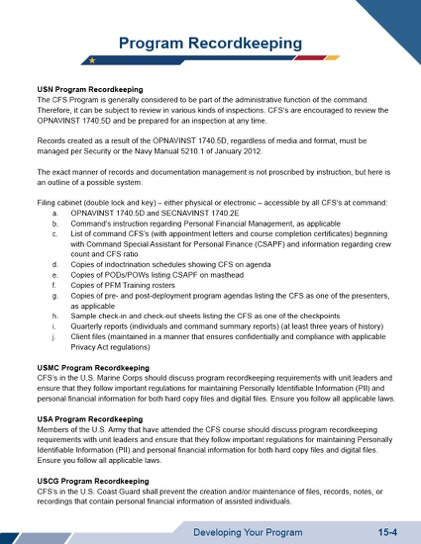 Program Recordkeeping
USN Program Recordkeeping
The CFS Program is generally considered to be part of the administrative function of the command.
Therefore, it can be subject to review in various kinds of inspections. CFS's are encouraged to review the
OPNAVINST 1740.5D and be prepared for an inspection at any time.
Records created as a result of the OPNAVINST 1740.5D, regardless of media and format, must be
managed per Security or the Navy Manual 5210.1 of January 2012.
The exact manner of records and documentation management is not proscribed by instruction, but here is
an outline of a possible system:
Filing cabinet (double lock and key) – either physical or electronic – accessible by all CFS's at command:
a. OPNAVINST 1740.5D and SECNAVINST 1740.2E
b. Command's instruction regarding Personal Financial Management, as applicable
c. List of command CFS's (with appointment letters and course completion certificates) beginning
with Command Special Assistant for Personal Finance (CSAPF) and information regarding crew
count and CFS ratio
d. Copies of indoctrination schedules showing CFS on agenda
e. Copies of PODs/POWs listing CSAPF on masthead
f. Copies of PFM Training rosters
g. Copies of pre- and post-deployment program agendas listing the CFS as one of the presenters,
as applicable
h. Sample check-in and check-out sheets listing the CFS as one of the checkpoints
i. Quarterly reports (individuals and command summary reports) (at least three years of history)
j. Client files (maintained in a manner that ensures confidentially and compliance with applicable
Privacy Act regulations)
USMC Program Recordkeeping
CFS's in the U.S. Marine Corps should discuss program recordkeeping requirements with unit leaders and
ensure that they follow important regulations for maintaining Personally Identifiable Information (PII) and
personal financial information for both hard copy files and digital files. Ensure you follow all applicable laws.
USA Program Recordkeeping
Members of the U.S. Army that have attended the CFS course should discuss program recordkeeping
requirements with unit leaders and ensure that they follow important regulations for maintaining Personally
Identifiable Information (PII) and personal financial information for both hard copy files and digital files.
Ensure you follow all applicable laws.
USCG Program Recordkeeping
CFS's in the U.S. Coast Guard shall prevent the creation and/or maintenance of files, records, notes, or
recordings that contain personal financial information of assisted individuals.
Developing Your Program 15-4